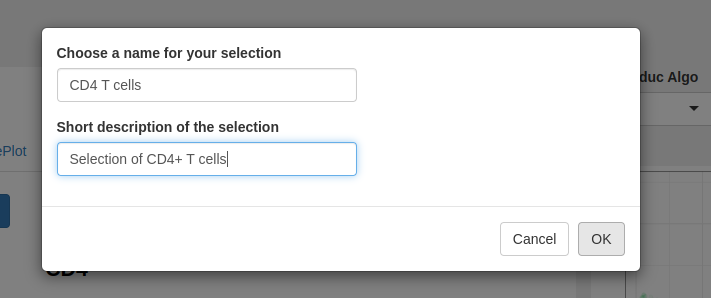 Choose a name for your selection
CD4 T cells
duc Algo
Short description of the selection
ePlot
Selection of CD4+ T cells
Cancel
OK
CD4